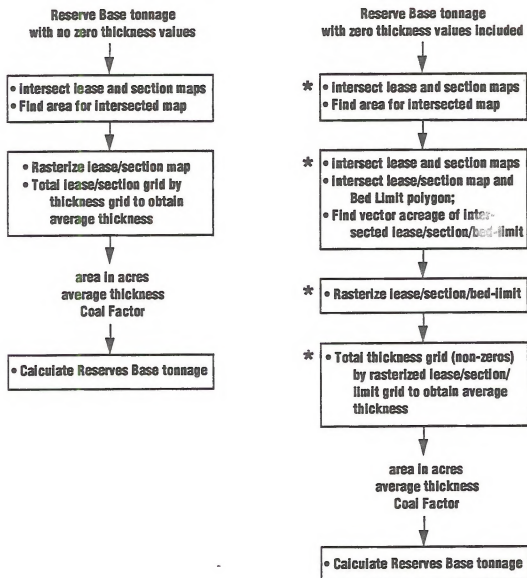 Reserve Base tonnage
with no zero thickness values
• Intersect lease and section maps
• Find area for intersected map
• Rasterize lease/section map
• Total lease/section grid by
thickness grid to obtain
average thickness
area in acres
average thickness
Coal Factor
• Calculate Reserves Base tonnage
Reserve Base tonnage
with zero thickness values included
* • Intersect lease and section maps
• Find area for intersected map
* • Intersect lease and section maps
• Intersect lease/section map and
Bed Limit polygon;
• Find vector acreage of inter-
sected lease/section/bed-limit
* • Rasterize lease/section/bed-limit
* • Total thickness grid (non-zeros)
by rasterized lease/section/
limit grid to obtain average
thickness
area in acres
average thickness
Coal Factor
• Calculate Reserves Base tonnage